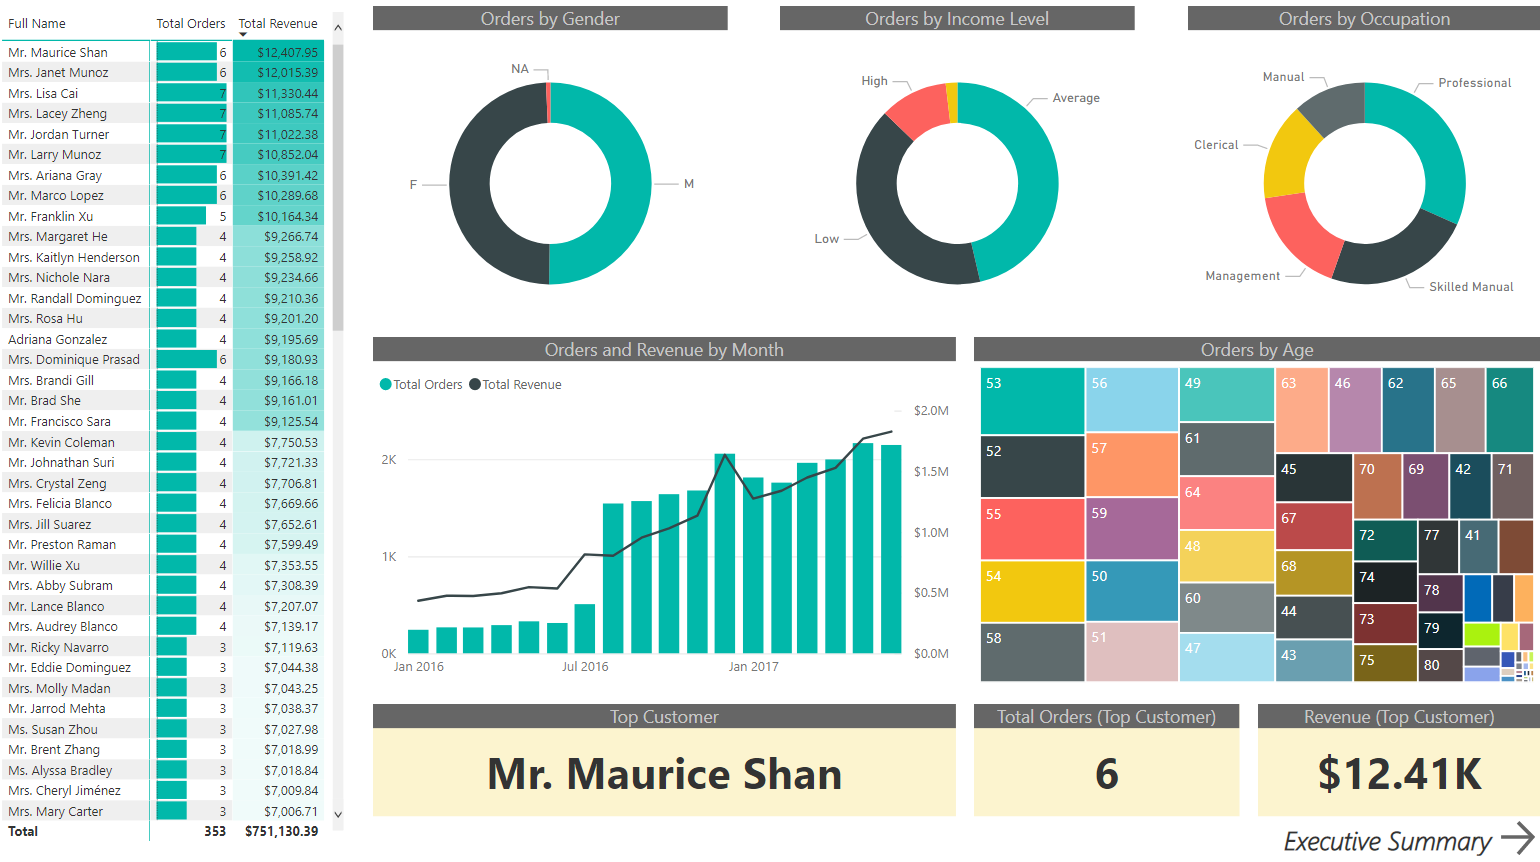 Full Name Total Orders Total Revenue
Mr. Maurice Shan 6 $12,407.95
Mrs. Janet Munoz 6 $12,015.39
Mrs. Lisa Cai 7 $11,330.44
Mrs. Lacey Zheng 7 $11,085.74
Mr. Jordan Turner 7 $11,022.38
Mr. Larry Munoz 7 $10,852.04
Mrs. Ariana Gray 6 $10,391.42
Mr. Marco Lopez 6 $10,289.68
Mr. Franklin Xu 5 $10,164.34
Mrs. Margaret He 4 $9,266.74
Mrs. Kaitlyn Henderson 4 $9,258.92
Mrs. Nichole Nara 4 $9,234.66
Mr. Randall Dominguez 4 $9,210.36
Mrs. Rosa Hu 4 $9,201.20
Adriana Gonzalez 4 $9,195.69
Mrs. Dominique Prasad 6 $9,180.93
Mrs. Brandi Gill 4 $9,166.18
Mr. Brad She 4 $9,161.01
Mr. Francisco Sara 4 $9,125.54
Mr. Kevin Coleman 4 $7,750.53
Mr. Johnathan Suri 4 $7,721.33
Mrs. Crystal Zeng 4 $7,706.81
Mrs. Felicia Blanco 4 $7,669.66
Mrs. Jill Suarez 4 $7,652.61
Mr. Preston Raman 4 $7,599.49
Mr. Willie Xu 4 $7,353.55
Mrs. Abby Subram 4 $7,308.39
Mr. Lance Blanco 4 $7,207.07
Mrs. Audrey Blanco 4 $7,139.17
Mr. Ricky Navarro 3 $7,119.63
Mr. Eddie Dominguez 3 $7,044.38
Mrs. Molly Madan 3 $7,043.25
Mr. Jarrod Mehta 3 $7,038.37
Ms. Susan Zhou 3 $7,027.98
Mr. Brent Zhang 3 $7,018.99
Ms. Alyssa Bradley 3 $7,018.84
Mrs. Cheryl Jiménez 3 $7,009.84
Mrs. Mary Carter 3 $7,006.71
Total 353 $751,130.39
Orders by Gender
NA
F
M
Orders by Income Level
High
Average
Low
Orders by Occupation
Manual
Professional
Clerical
Management
Skilled Manual
Orders and Revenue by Month
Total Orders Total Revenue
$2.0M
2K
$1.5M
$1.0M
1K
$0.5M
0K
$0.0M
Jan 2016 Jul 2016 Jan 2017
Orders by Age
53 56 49 63 46 62 65 66
52 57 61 45 70 69 42 71
55 59 64 67 72 77 41
54 50 48 68 74 78
58 51 60 44 73 79
47 43 75 80
Top Customer
Mr. Maurice Shan
Total Orders (Top Customer)
6
Revenue (Top Customer)
$12.41K
Executive Summary